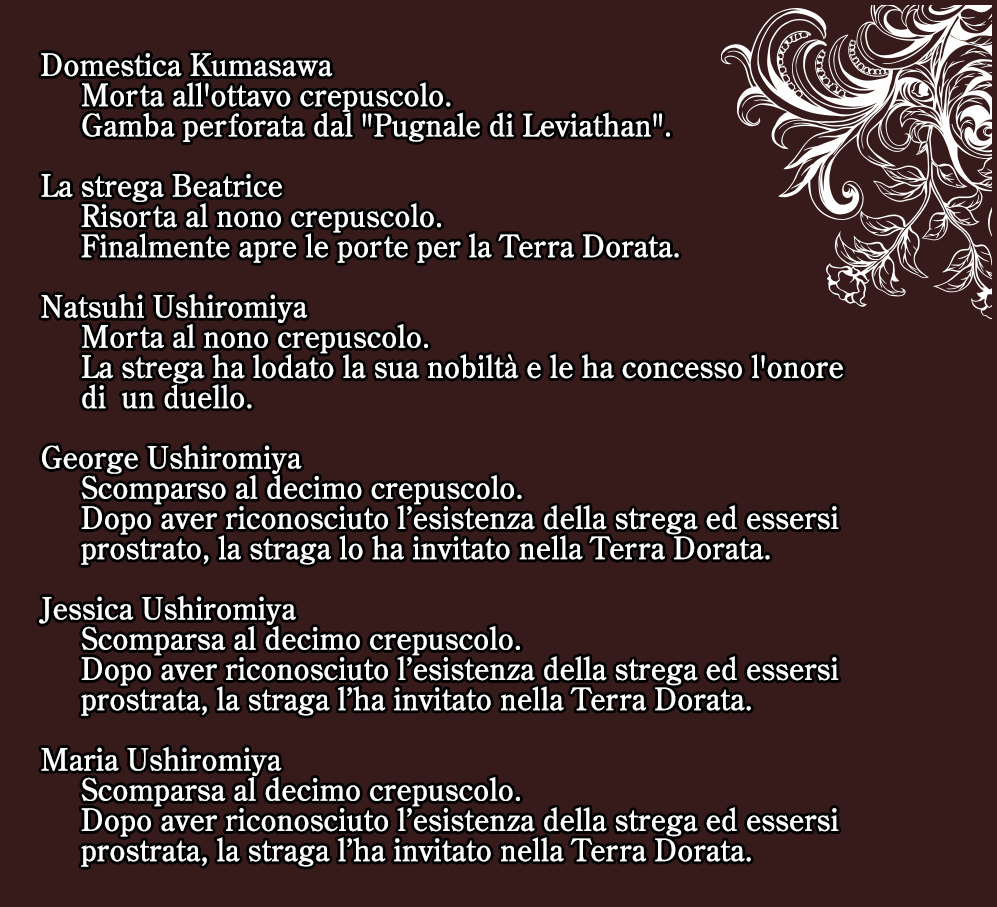 Domestica Kumasawa
Morta all'ottavo crepuscolo.
Gamba perforata dal "Pugnale di Leviathan".
La strega Beatrice
Risorta al nono crepuscolo.
Finalmente apre le porte per la Terra Dorata.
Natsuhi Ushiromiya
Morta al nono crepuscolo.
La strega ha lodato la sua nobiltà e le ha concesso l'onore
di  un duello.
George Ushiromiya
Scomparso al decimo crepuscolo.
Dopo aver riconosciuto l’esistenza della strega ed essersi
prostrato, la straga lo ha invitato nella Terra Dorata.
Jessica Ushiromiya
Scomparsa al decimo crepuscolo.
Dopo aver riconosciuto l’esistenza della strega ed essersi
prostrata, la straga l’ha invitato nella Terra Dorata.
Maria Ushiromiya
Scomparsa al decimo crepuscolo.
Dopo aver riconosciuto l’esistenza della strega ed essersi
prostrata, la straga l’ha invitato nella Terra Dorata.